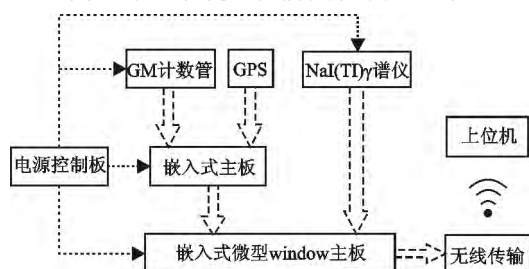 GM计数管
GPS
NaI(TI)γ谱仪
上位机
电源控制板
嵌入式主板
嵌入式微型window主板
无线传输